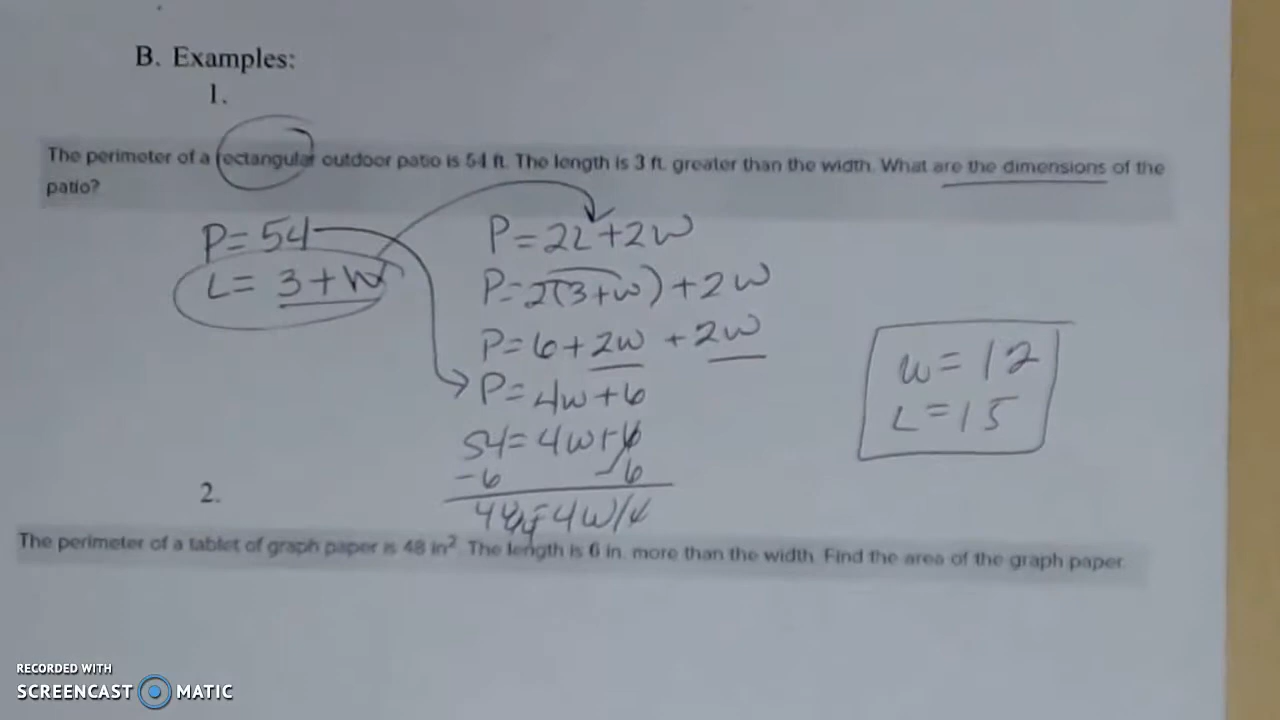 B. Examples:
1.
The perimeter of a rectangular outdoor patio is 54 ft. The length is 3 ft. greater than the width. What are the dimensions of the
patio?
P=54
L= 3+W
P=2L+2W
P=2(3+W)+2W
P=6+2W +2W
P=4W+6
54=4W+6
-6 -6
48/4=4W/4
W=12
L=15
2.
The perimeter of a tablet of graph paper is 48 in². The length is 6 in. more than the width. Find the area of the graph paper.
RECORDED WITH
SCREENCAST MATIC